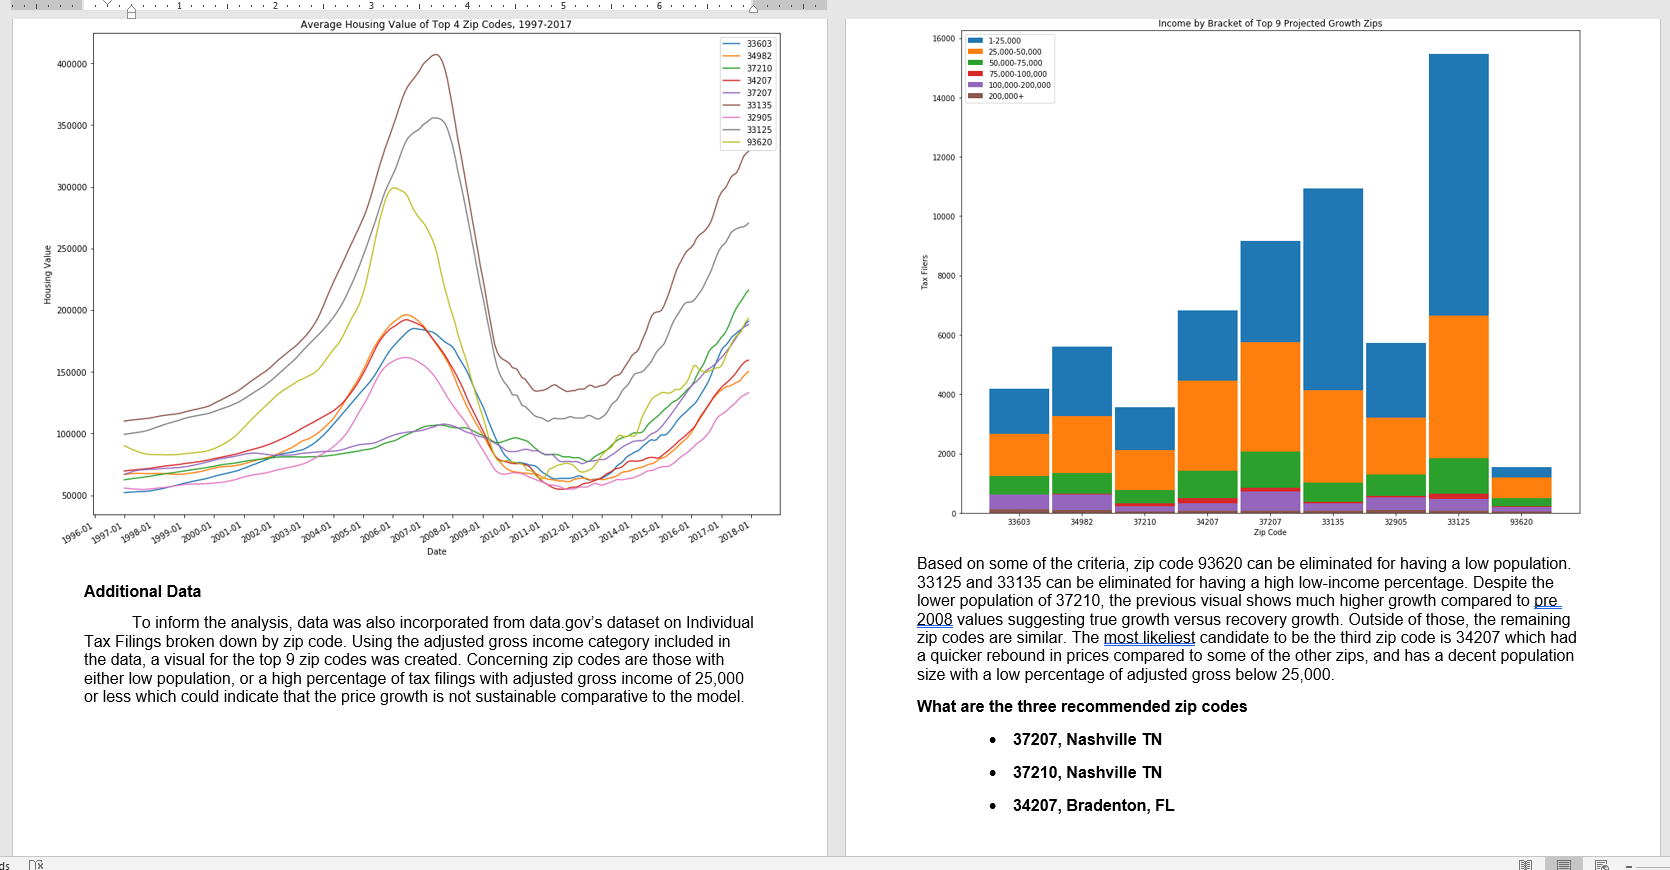 1 2 3 4 5 6
Average Housing Value of Top 4 Zip Codes, 1997-2017
400000
350000
300000
250000
200000
150000
100000
50000
Housing Value
33603
34982
37210
34207
37207
33135
32905
33125
93620
1996-01 1997-01 1998-01 1999-01 2000-01 2001-01 2002-01 2003-01 2004-01 2005-01 2006-01 2007-01 2008-01 2009-01 2010-01 2011-01 2012-01 2013-01 2014-01 2015-01 2016-01 2017-01 2018-01
Date
Additional Data
To inform the analysis, data was also incorporated from data.gov’s dataset on Individual
Tax Filings broken down by zip code. Using the adjusted gross income category included in
the data, a visual for the top 9 zip codes was created. Concerning zip codes are those with
either low population, or a high percentage of tax filings with adjusted gross income of 25,000
or less which could indicate that the price growth is not sustainable comparative to the model.
Income by Bracket of Top 9 Projected Growth Zips
16000
14000
12000
10000
8000
6000
4000
2000
0
Tax Filers
1-25,000
25,000-50,000
50,000-75,000
75,000-100,000
100,000-200,000
200,000+
33603 34982 37210 34207 37207 33135 32905 33125 93620
Zip Code
Based on some of the criteria, zip code 93620 can be eliminated for having a low population.
33125 and 33135 can be eliminated for having a high low-income percentage. Despite the
lower population of 37210, the previous visual shows much higher growth compared to pre
2008 values suggesting true growth versus recovery growth. Outside of those, the remaining
zip codes are similar. The most likeliest candidate to be the third zip code is 34207 which had
a quicker rebound in prices compared to some of the other zips, and has a decent population
size with a low percentage of adjusted gross below 25,000.
What are the three recommended zip codes
• 37207, Nashville TN
• 37210, Nashville TN
• 34207, Bradenton, FL
ds